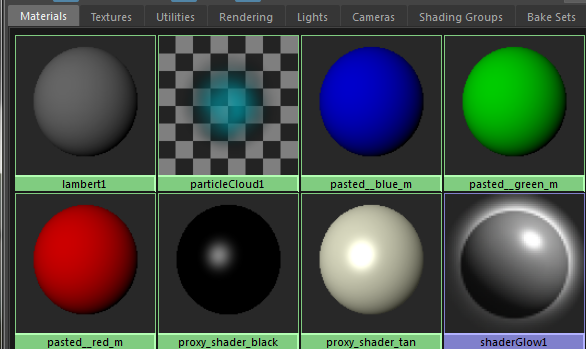 Materials Textures Utilities Rendering Lights Cameras Shading Groups Bake Sets
lambert1 particleCloud1 pasted__blue_m pasted__green_m
pasted__red_m proxy_shader_black proxy_shader_tan shaderGlow1